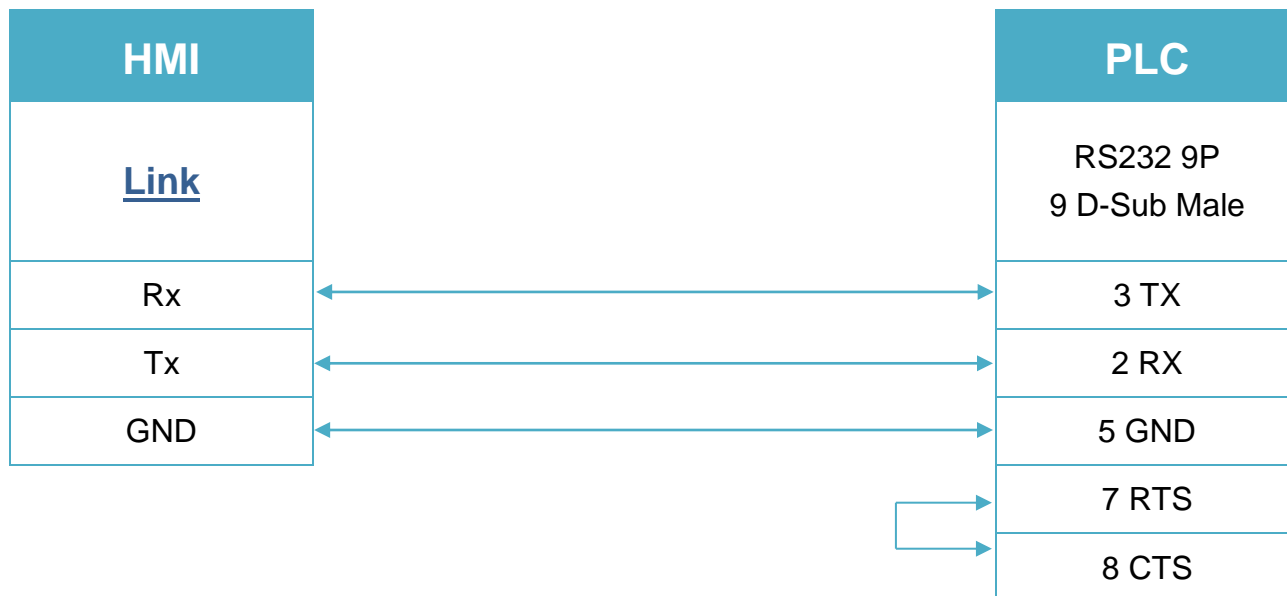 HMI
PLC
Link
RS232 9P
9 D-Sub Male
Rx
3 TX
Tx
2 RX
GND
5 GND
7 RTS
8 CTS